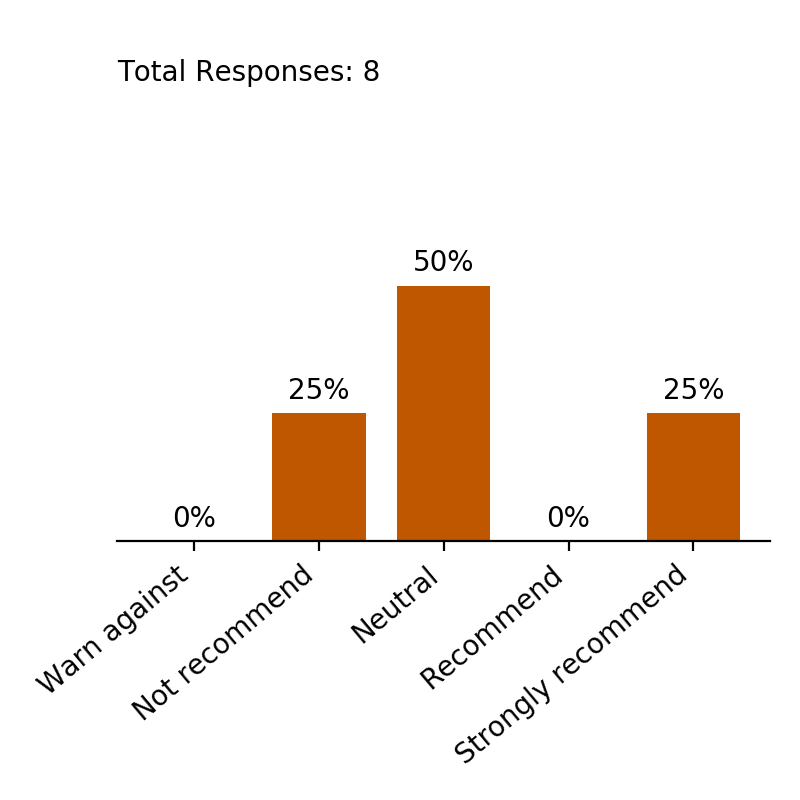 Total Responses: 8
50%
25%
25%
0%
0%
Warn against
Not recommend
Neutral
Recommend
Strongly recommend